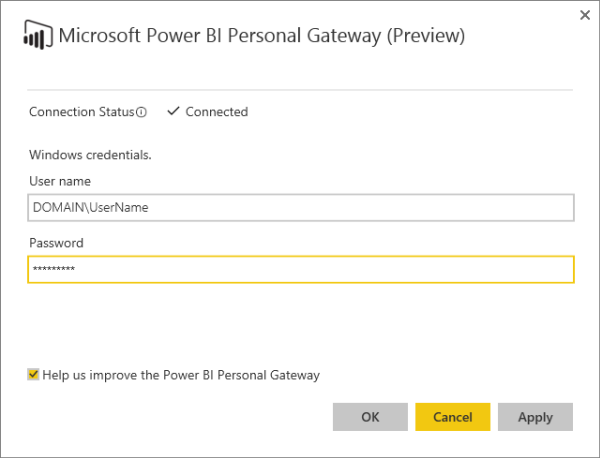 Microsoft Power BI Personal Gateway (Preview)
Connection Status Connected
Windows credentials.
User name
DOMAIN\UserName
Password
*********
Help us improve the Power BI Personal Gateway
OK Cancel Apply